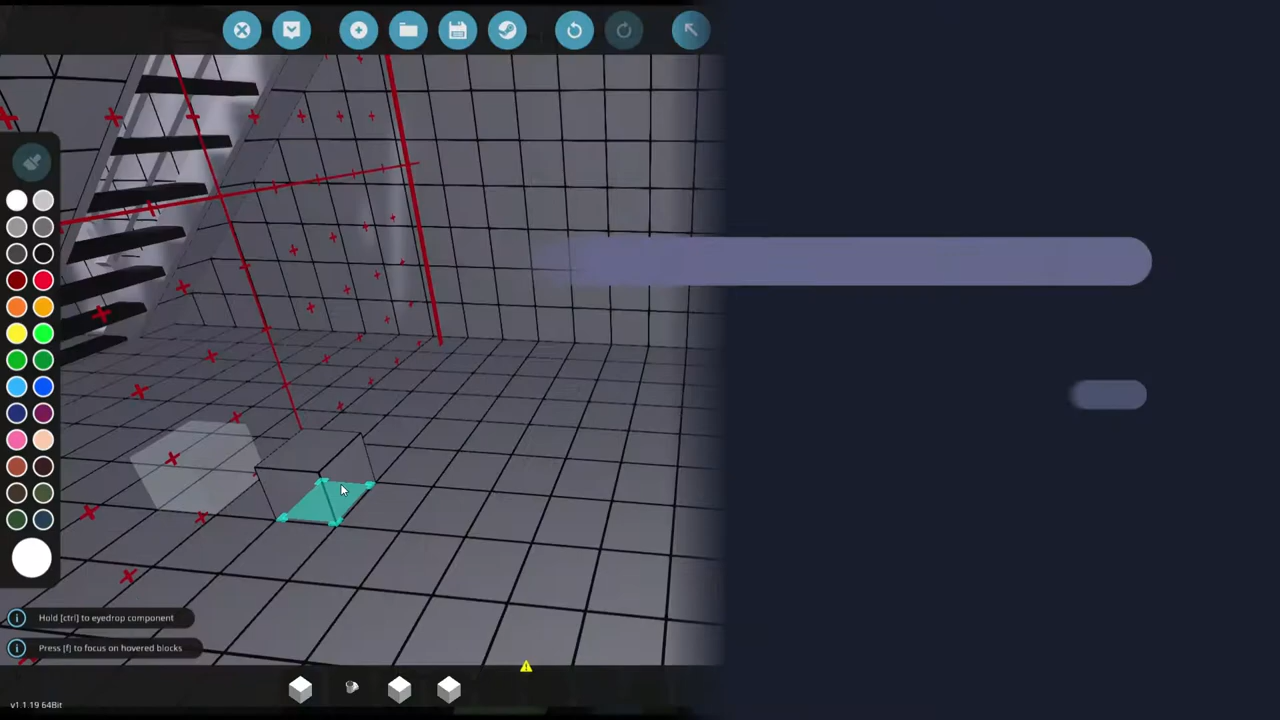 Hold [ctrl] to eyedrop component
Press [f] to focus on hovered blocks
v1.1.19 64Bit